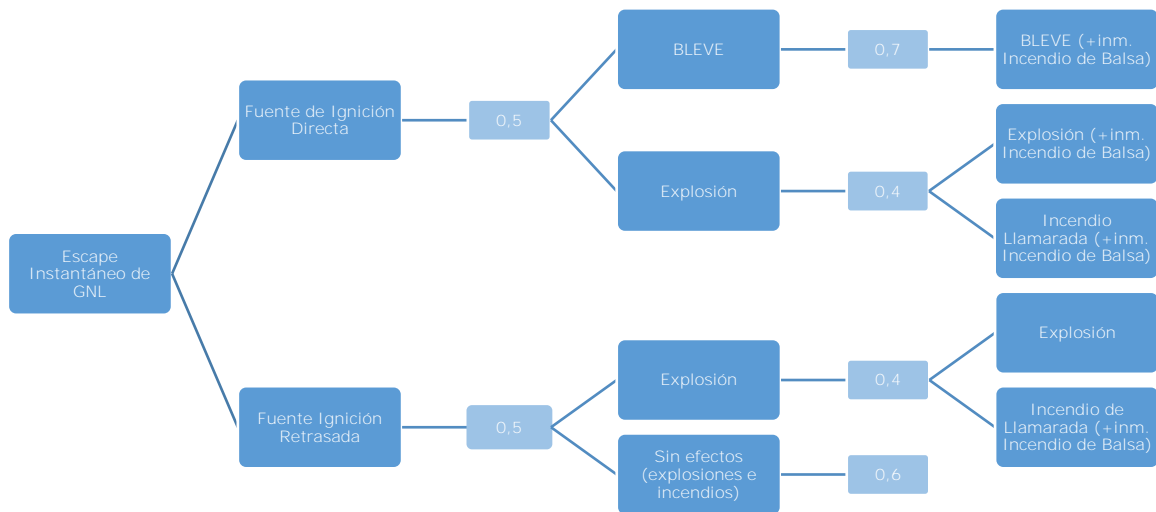 Escape
Instantáneo de
GNL
Fuente de Ignición
Directa
0,5
BLEVE
0,7
BLEVE (+inm.
Incendio de Balsa)
Explosión
0,4
Explosión (+inm.
Incendio de Balsa)
Incendio
Llamarada (+inm.
Incendio de Balsa)
Fuente Ignición
Retrasada
0,5
Explosión
0,4
Explosión
Incendio de
Llamarada (+inm.
Incendio de Balsa)
Sin efectos
(explosiones e
incendios)
0,6